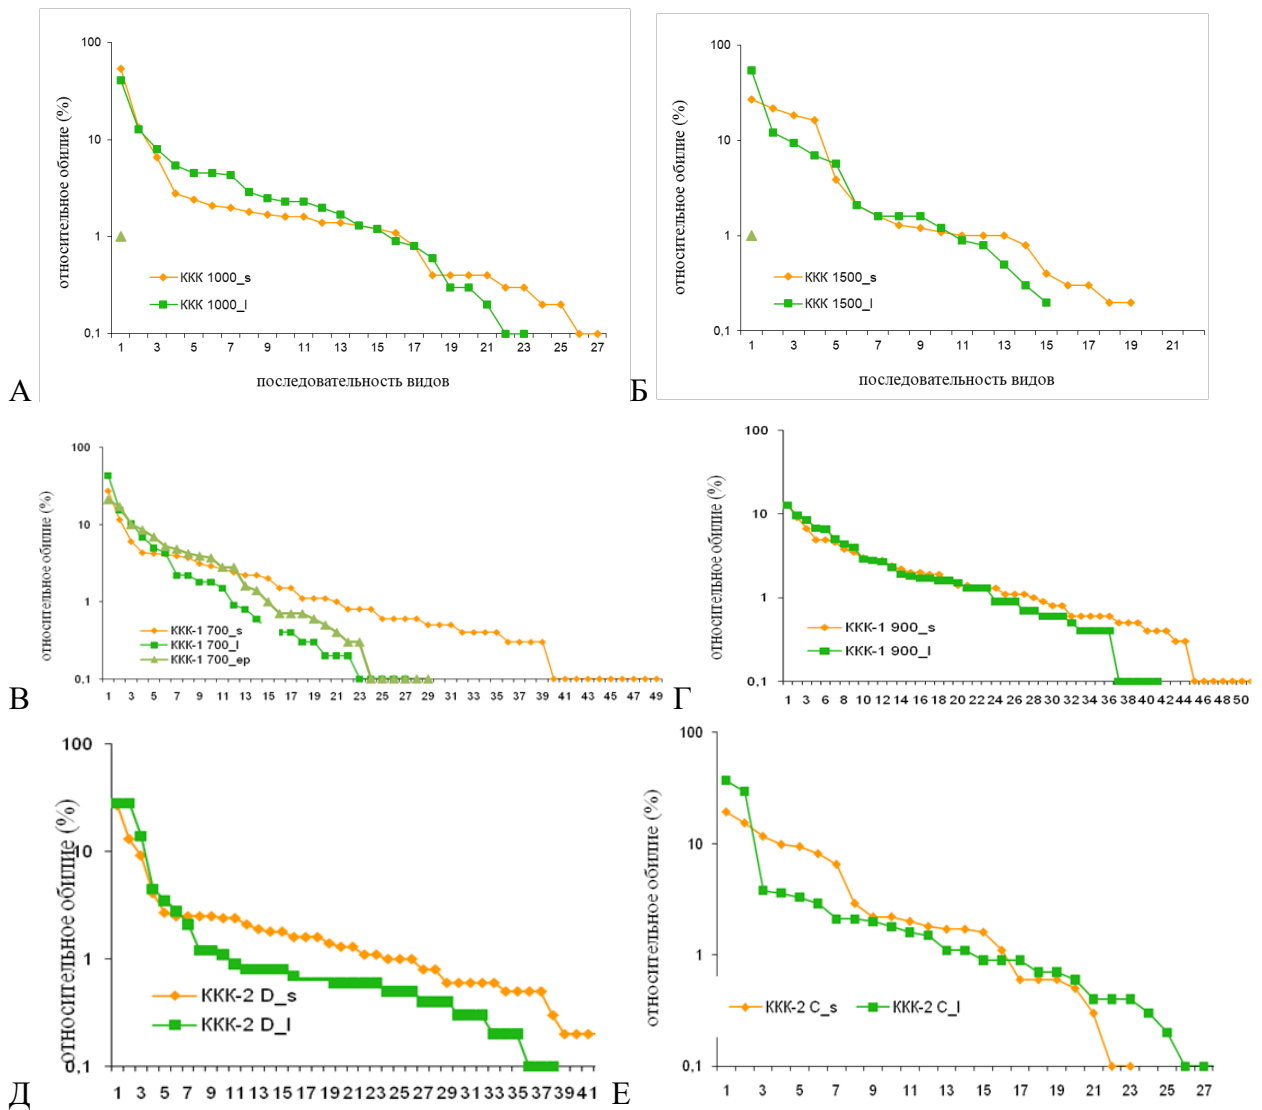 относительное обилие (%)
100
10
1
0,1
ККК 1000_s
ККК 1000_l
1 3 5 7 9 11 13 15 17 19 21 23 25 27
последовательность видов
А
относительное обилие (%)
100
10
1
0,1
ККК 1500_s
ККК 1500_l
1 3 5 7 9 11 13 15 17 19 21
последовательность видов
Б
относительное обилие (%)
100
10
1
0.1
ККК-1 700_s
ККК-1 700_l
ККК-1 700_ep
1 3 5 7 9 11 13 15 17 19 21 23 25 27 29 31 33 35 37 39 41 43 45 47 49
В
относительное обилие (%)
100
10
1
0.1
ККК-1 900_s
ККК-1 900_l
1 3 6 8 10 12 14 16 18 20 22 24 26 28 30 32 34 36 38 40 42 44 46 48 50
Г
относительное обилие (%)
100
10
1
0.1
ККК-2 D_s
ККК-2 D_l
1 3 5 7 9 11 13 15 17 19 21 23 25 27 29 31 33 35 37 39 41
Д
относительное обилие (%)
100
10
1
0.1
ККК-2 C_s
ККК-2 C_l
1 3 5 7 9 11 13 15 17 19 21 23 25 27
Е